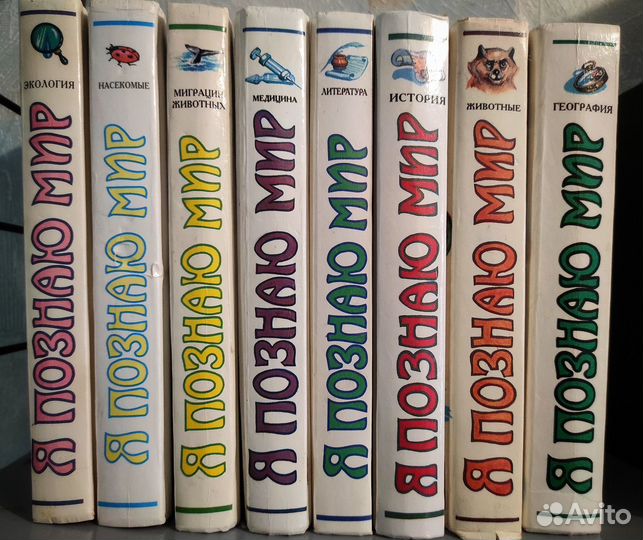 ЭКОЛОГИЯ
Я ПОЗНАЮ МИР
НАСЕКОМЫЕ
Я ПОЗНАЮ МИР
МИГРАЦИИ
ЖИВОТНЫХ
Я ПОЗНАЮ МИР
МЕДИЦИНА
Я ПОЗНАЮ МИР
ЛИТЕРАТУРА
Я ПОЗНАЮ МИР
ИСТОРИЯ
Я ПОЗНАЮ МИР
ЖИВОТНЫЕ
Я ПОЗНАЮ МИР
ГЕОГРАФИЯ
Я ПОЗНАЮ МИР
Avito